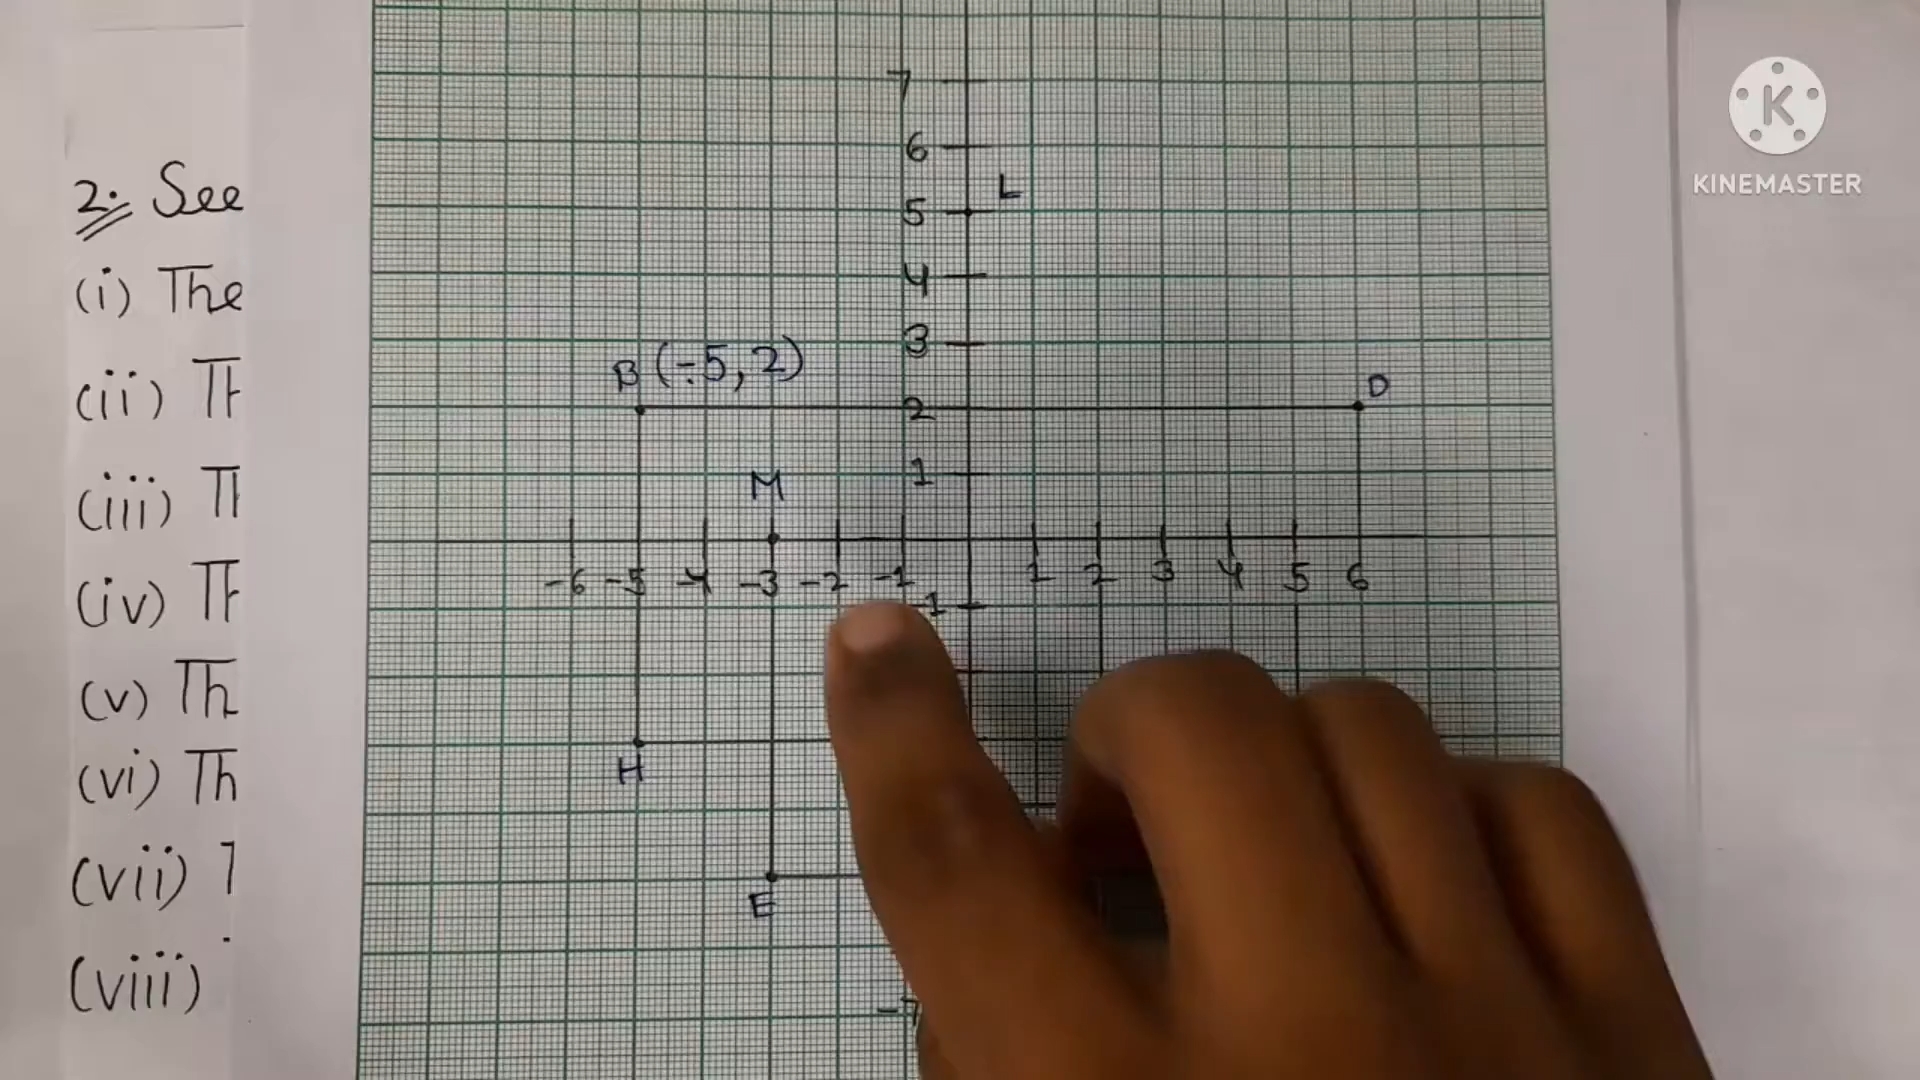 2. See
(i) The
(ii) Th
(iii) Th
(iv) Th
(v) Th
(vi) Th
(vii) T
(viii)
7
6
5 L
4
3
B (-5, 2)
D
2
M
1
-6 -5 -4 -3 -2 -1 1 2 3 4 5 6
-1
H
E
-7
K
KINEMASTER